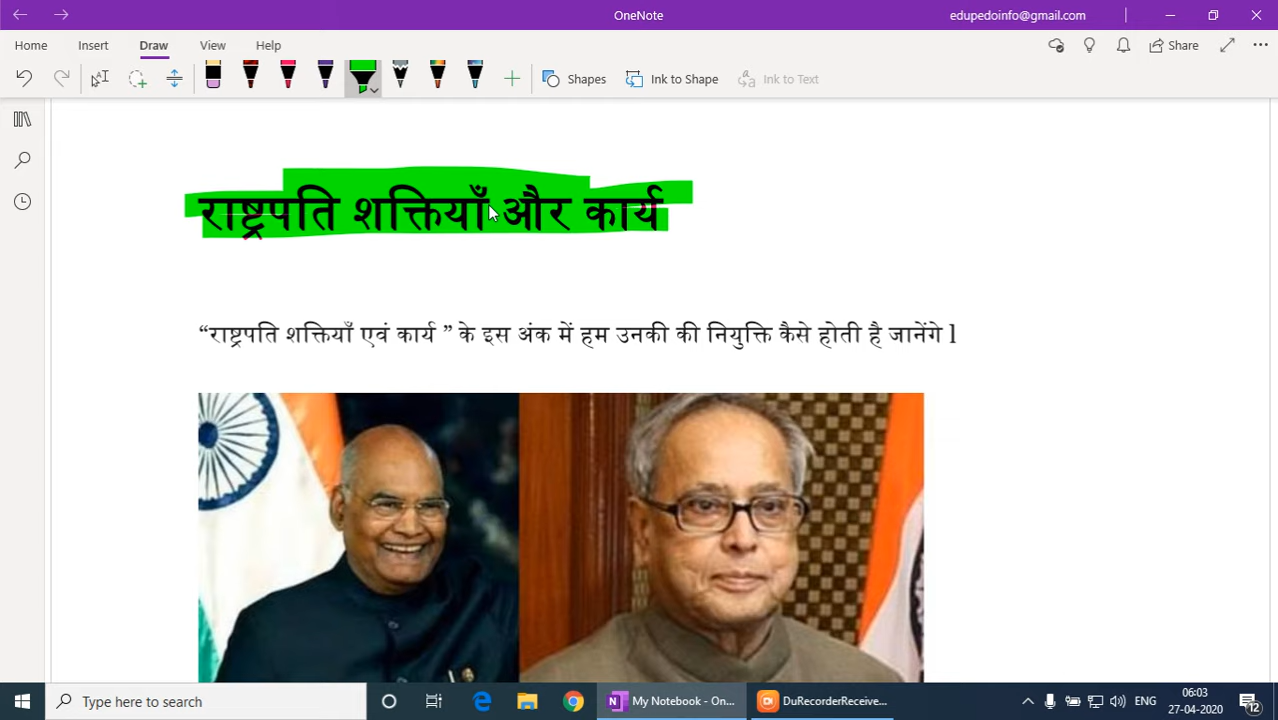 OneNote
edupedoinfo@gmail.com
Home Insert Draw View Help
Share
Shapes Ink to Shape Ink to Text
राष्ट्रपति शक्तियाँ और कार्य
“राष्ट्रपति शक्तियाँ एवं कार्य ” के इस अंक में हम उनकी की नियुक्ति कैसे होती है जानेंगे l
Type here to search
My Notebook - On...
DuRecorderReceive...
ENG
06:03
27-04-2020
12